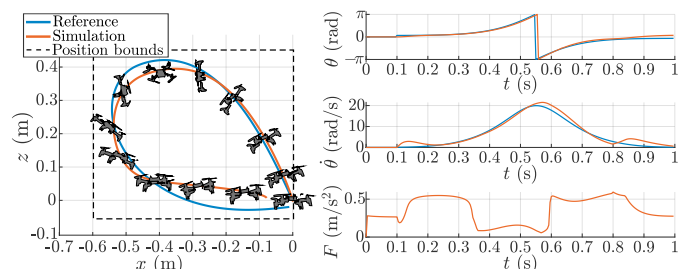 Reference
Simulation
Position bounds
0.4
0.3
0.2
0.1
0
-0.1
z (m)
-0.7 -0.6 -0.5 -0.4 -0.3 -0.2 -0.1 0
x (m)
π
0
-π
θ (rad)
0 0.1 0.2 0.3 0.4 0.5 0.6 0.7 0.8 0.9 1
t (s)
20
10
0
θ̇ (rad/s)
0 0.1 0.2 0.3 0.4 0.5 0.6 0.7 0.8 0.9 1
t (s)
0.5
0
F (m/s²)
0 0.1 0.2 0.3 0.4 0.5 0.6 0.7 0.8 0.9 1
t (s)